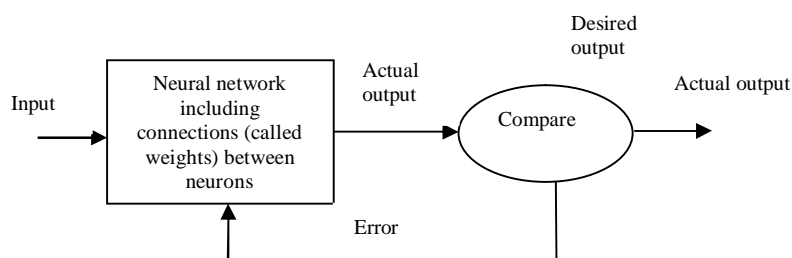 Input
Neural network
including
connections (called
weights) between
neurons
Actual
output
Compare
Desired
output
Actual output
Error